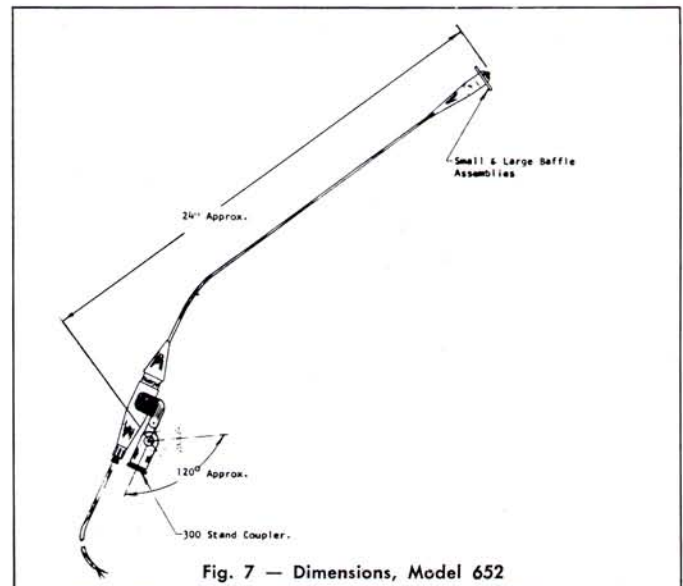 Small & Large Baffle
Assemblies
24" Approx.
120° Approx.
300 Stand Coupler.
Fig. 7 — Dimensions, Model 652